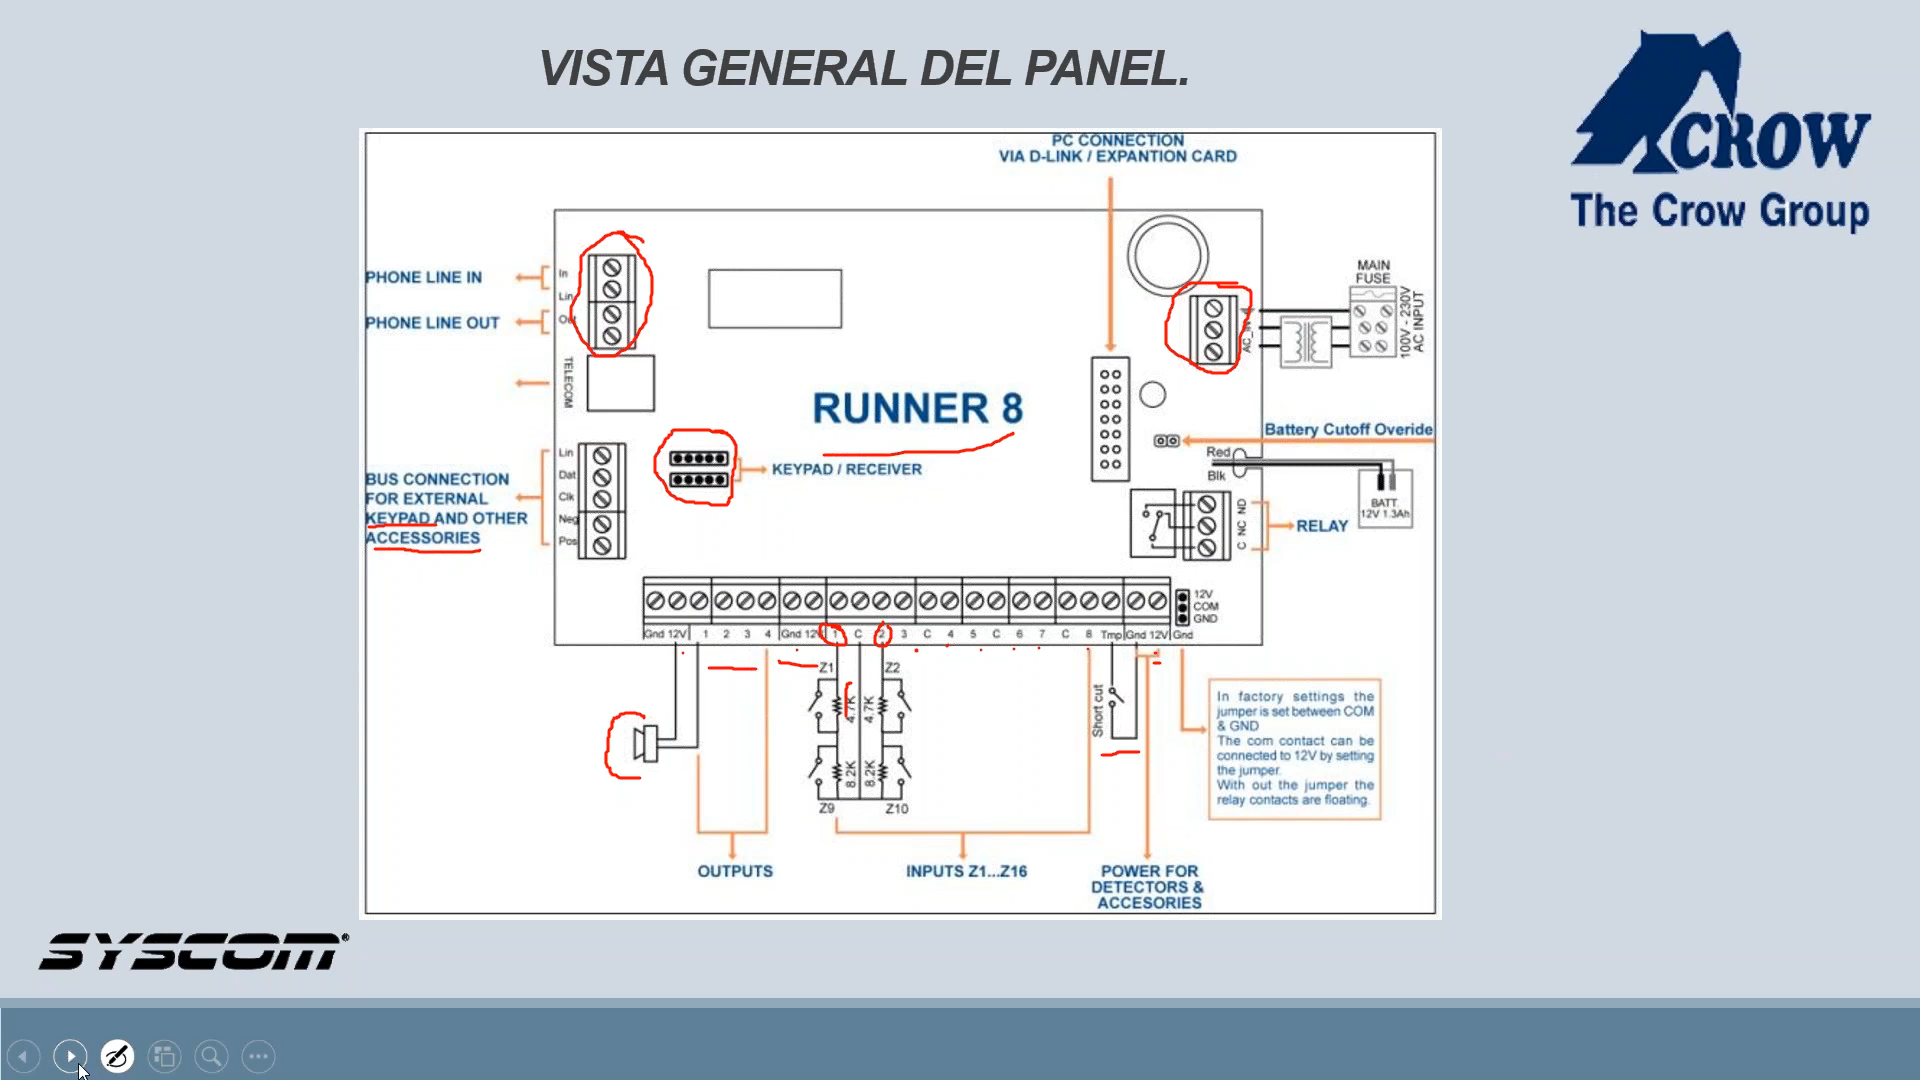 VISTA GENERAL DEL PANEL.
CROW
The Crow Group
PC CONNECTION
VIA D-LINK / EXPANTION CARD
PHONE LINE IN
In
Lin
PHONE LINE OUT
Out
TELECOM
MAIN
FUSE
AC_IN
100V - 230V
AC INPUT
RUNNER 8
Battery Cutoff Overide
Red
Blk
BATT.
12V 1.3Ah
KEYPAD / RECEIVER
BUS CONNECTION
FOR EXTERNAL
KEYPAD AND OTHER
ACCESSORIES
Lin
Dat
Clk
Neg
Pos
C NC ND
RELAY
12V
COM
GND
Gnd 12V 1 2 3 4 Gnd 12V 1 C 2 3 C 4 5 C 6 7 C 8 Tmp Gnd 12V Gnd
Z1 Z2
4.7K 4.7K
8.2K 8.2K
Z9 Z10
Short cut
In factory settings the
jumper is set between COM
& GND
The com contact can be
connected to 12V by setting
the jumper.
With out the jumper the
relay contacts are floating.
OUTPUTS
INPUTS Z1...Z16
POWER FOR
DETECTORS &
ACCESORIES
SYSCOM®